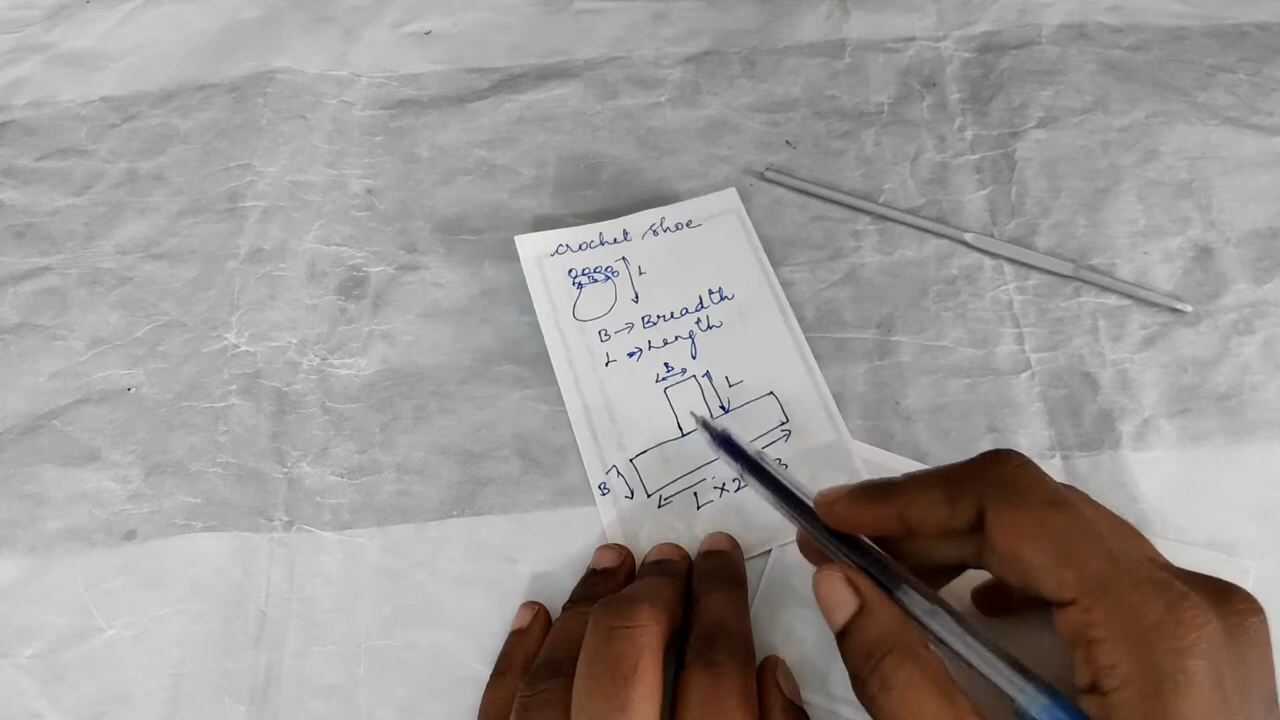 crochet shoe
B L
B → Breadth
L → Length
B
L
B
L × 2
B